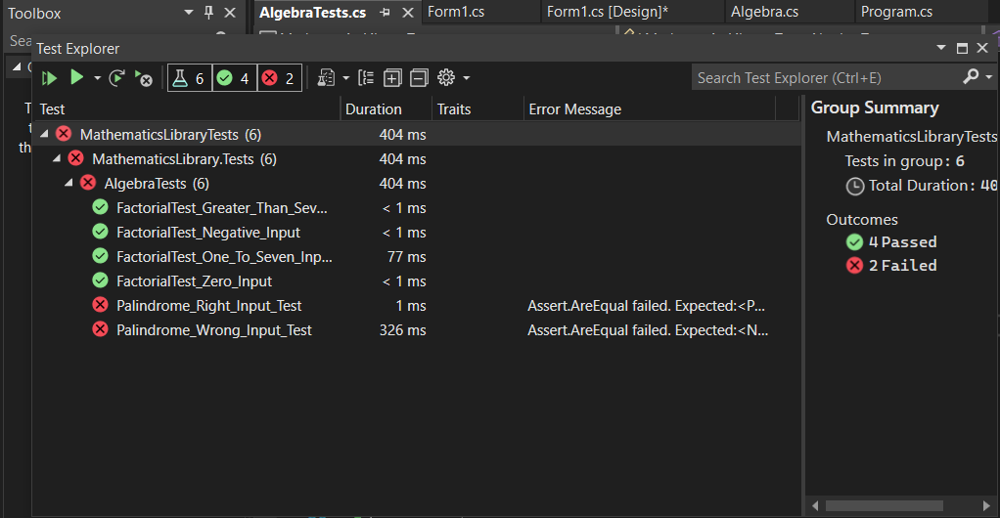 Toolbox
AlgebraTests.cs
Form1.cs
Form1.cs [Design]*
Algebra.cs
Program.cs
Sea
Test Explorer
6
4
2
Search Test Explorer (Ctrl+E)
Test Duration Traits Error Message
MathematicsLibraryTests (6) 404 ms
MathematicsLibrary.Tests (6) 404 ms
AlgebraTests (6) 404 ms
FactorialTest_Greater_Than_Sev... < 1 ms
FactorialTest_Negative_Input < 1 ms
FactorialTest_One_To_Seven_Inp... 77 ms
FactorialTest_Zero_Input < 1 ms
Palindrome_Right_Input_Test 1 ms Assert.AreEqual failed. Expected:<P...
Palindrome_Wrong_Input_Test 326 ms Assert.AreEqual failed. Expected:<N...
Group Summary
MathematicsLibraryTests
Tests in group: 6
Total Duration: 40
Outcomes
4 Passed
2 Failed